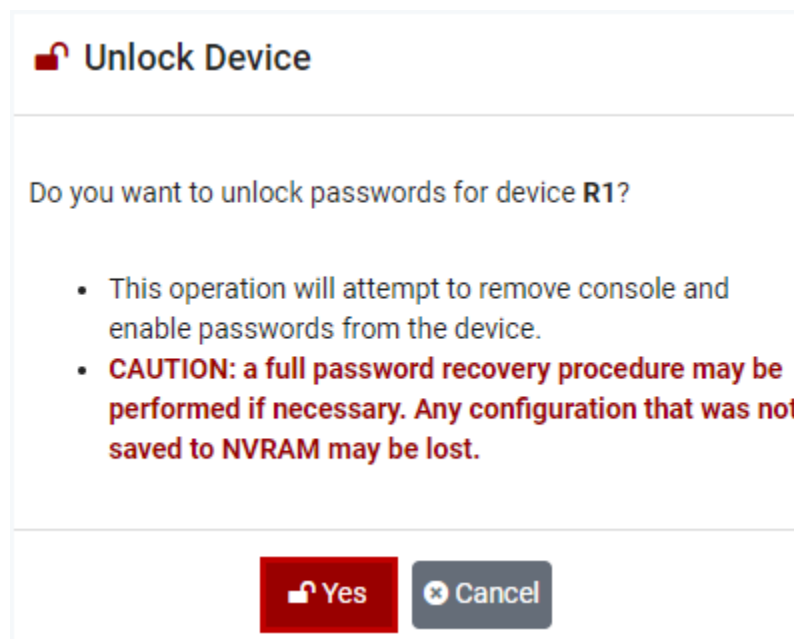 Unlock Device
Do you want to unlock passwords for device R1?
• This operation will attempt to remove console and
enable passwords from the device.
• CAUTION: a full password recovery procedure may be
performed if necessary. Any configuration that was not
saved to NVRAM may be lost.
Yes
Cancel